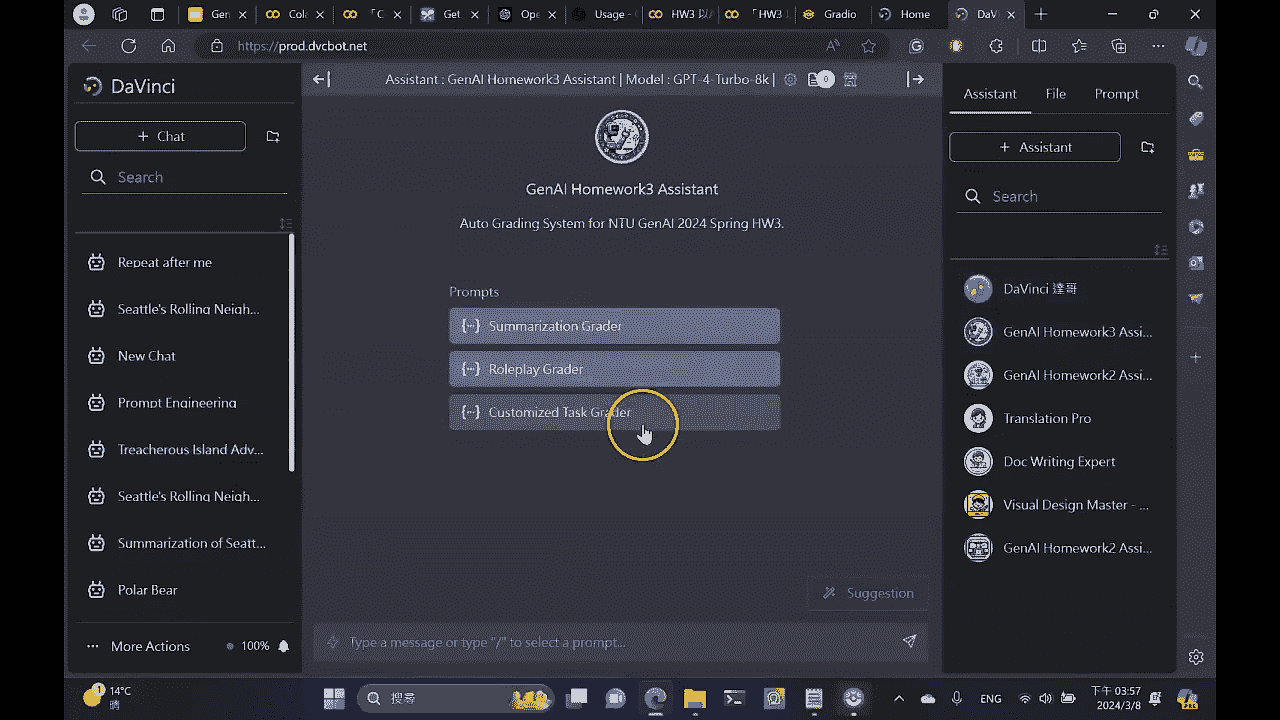 Gen
Cola
「C
Get
Ope
Usage -
HW3 以
「HW3
Gradio
Home
DaV
https://prod.dvcbot.net
DaVinci
+ Chat
Search
Repeat after me
Seattle's Rolling Neigh...
New Chat
Prompt Engineering
Treacherous Island Adv...
Seattle's Rolling Neigh...
Summarization of Seatt...
Polar Bear
More Actions
100%
Assistant : GenAI Homework3 Assistant | Model : GPT-4-Turbo-8k |
0
GenAI Homework3 Assistant
Auto Grading System for NTU GenAI 2024 Spring HW3.
Prompts
{···} Summarization Grader
{···} Roleplay Grader
{···} Customized Task Grader
Suggestion
Type a message or type "/" to select a prompt...
Assistant File Prompt
+ Assistant
Search
DaVinci 達哥
GenAI Homework3 Assi...
GenAI Homework2 Assi...
Translation Pro
Doc Writing Expert
Visual Design Master - ...
GenAI Homework2 Assi...
1
14°C
搜尋
ENG
下午 03:57
2024/3/8